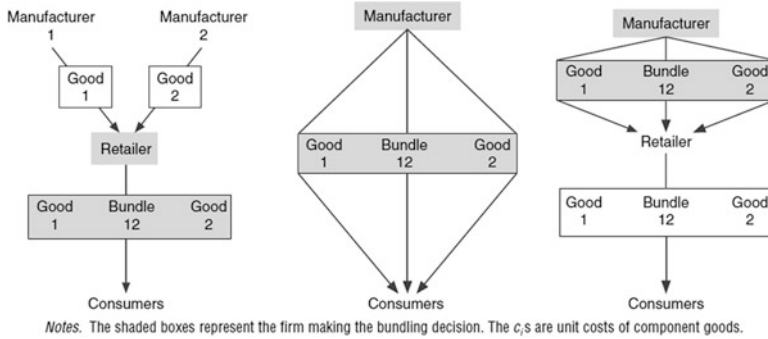 Manufacturer
1
Manufacturer
2
Good
1
Good
2
Retailer
Good
1
Bundle
12
Good
2
Consumers
Manufacturer
Good
1
Bundle
12
Good
2
Consumers
Manufacturer
Good
1
Bundle
12
Good
2
Retailer
Good
1
Bundle
12
Good
2
Consumers
Notes. The shaded boxes represent the firm making the bundling decision. The cᵢs are unit costs of component goods.